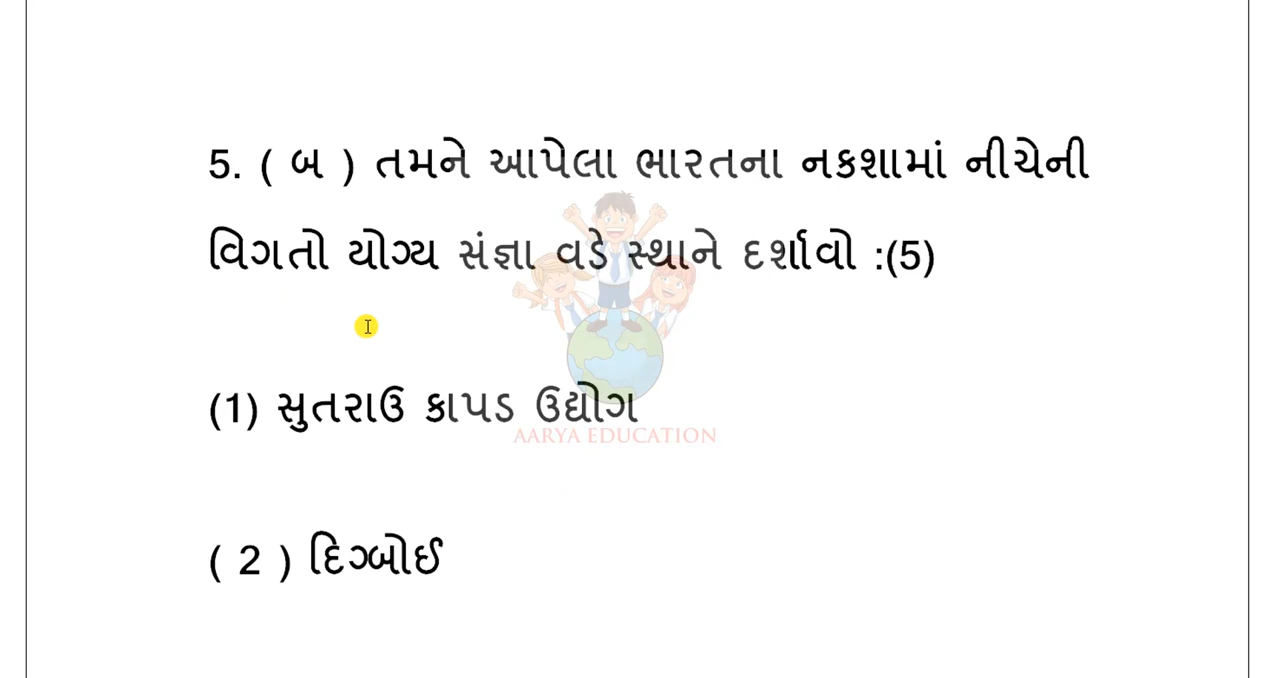 5. ( બ ) તમને આપેલા ભારતના નકશામાં નીચેની
વિગતો યોગ્ય સંજ્ઞા વડે સ્થાને દર્શાવો :(5)
(1) સુતરાઉ કાપડ ઉદ્યોગ
AARYA EDUCATION
( 2 ) દિગ્બોઈ